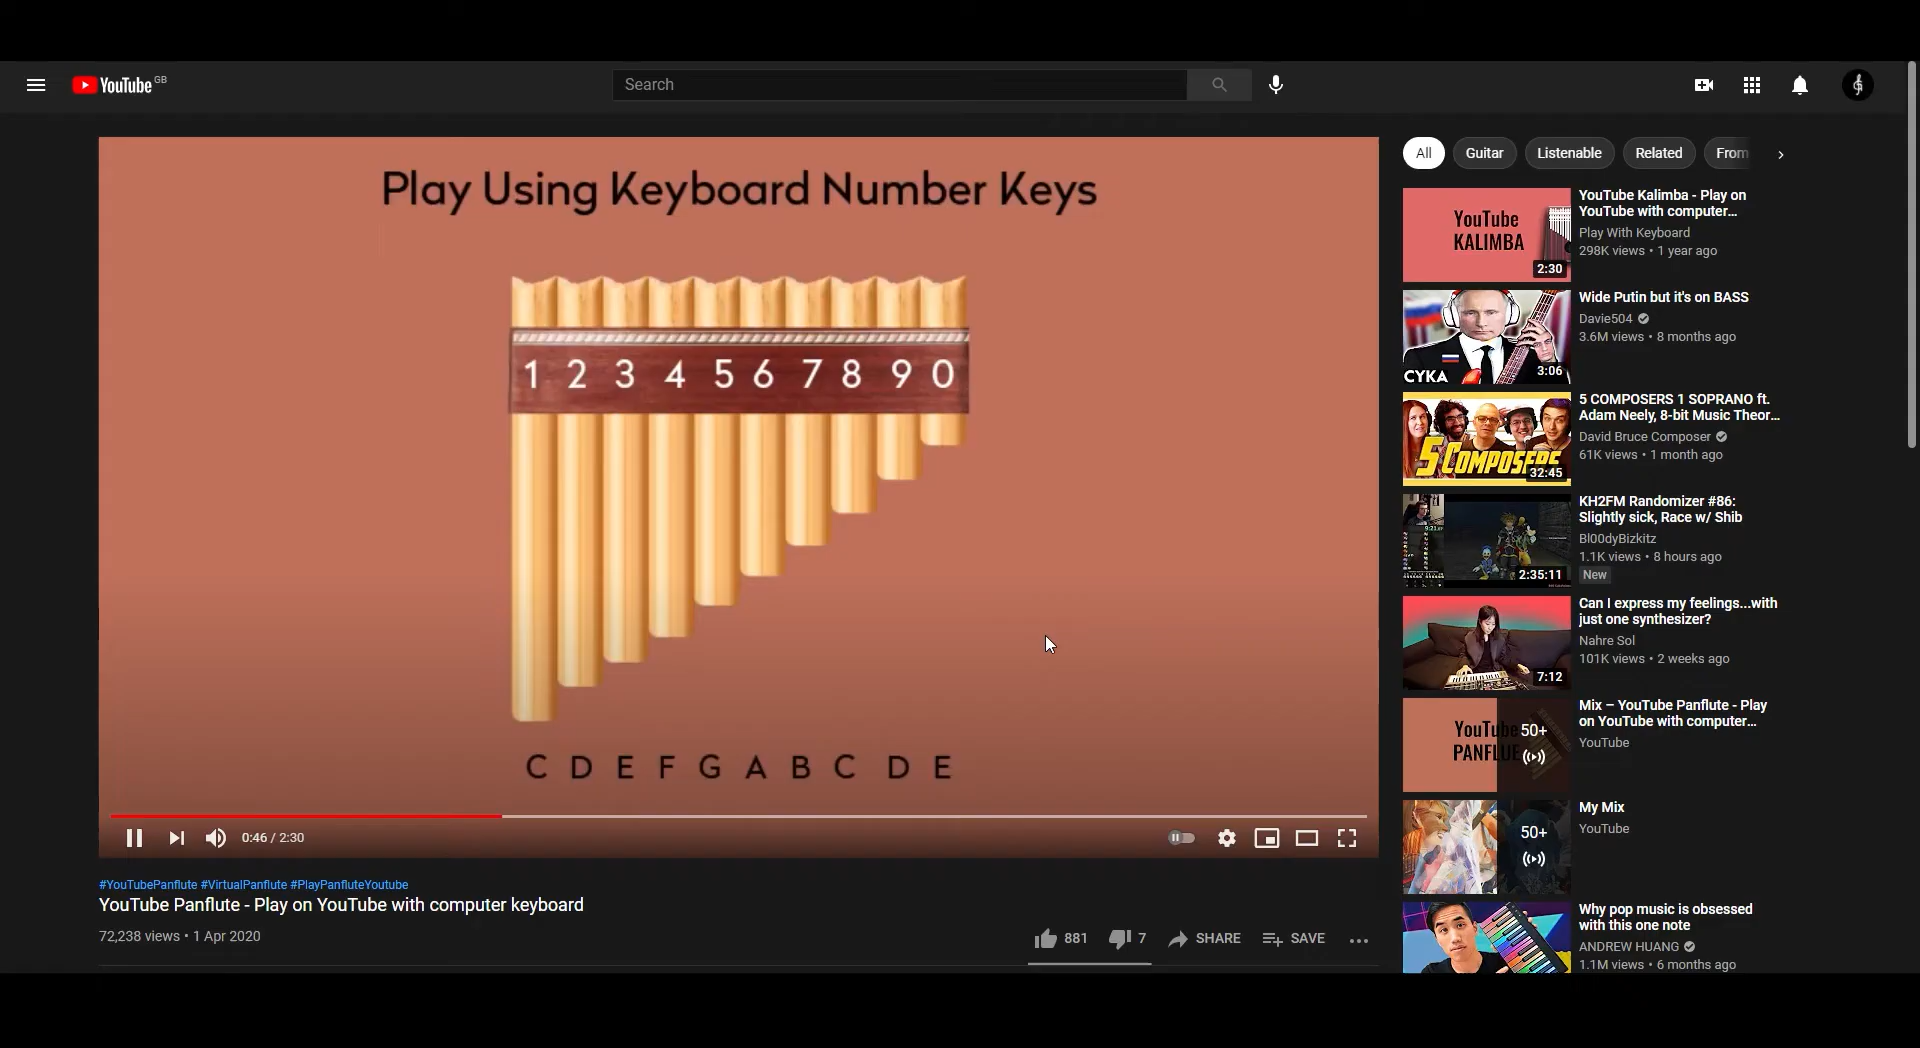 YouTube GB
Search
Play Using Keyboard Number Keys
1 2 3 4 5 6 7 8 9 0
C D E F G A B C D E
0:46 / 2:30
#YouTubePanflute #VirtualPanflute #PlayPanfluteYoutube
YouTube Panflute - Play on YouTube with computer keyboard
72,238 views • 1 Apr 2020
881 7 SHARE SAVE
All Guitar Listenable Related From
YouTube
KALIMBA
2:30
YouTube Kalimba - Play on
YouTube with computer...
Play With Keyboard
298K views • 1 year ago
CYKA
3:06
Wide Putin but it's on BASS
Davie504
3.6M views • 8 months ago
5 COMPOSERS
32:45
5 COMPOSERS 1 SOPRANO ft.
Adam Neely, 8-bit Music Theor...
David Bruce Composer
61K views • 1 month ago
2:35:11
KH2FM Randomizer #86:
Slightly sick, Race w/ Shib
Bl00dyBizkitz
1.1K views • 8 hours ago
New
7:12
Can I express my feelings...with
just one synthesizer?
Nahre Sol
101K views • 2 weeks ago
YouTube
PANFLUE
50+
Mix – YouTube Panflute - Play
on YouTube with computer...
YouTube
50+
My Mix
YouTube
Why pop music is obsessed
with this one note
ANDREW HUANG
1.1M views • 6 months ago